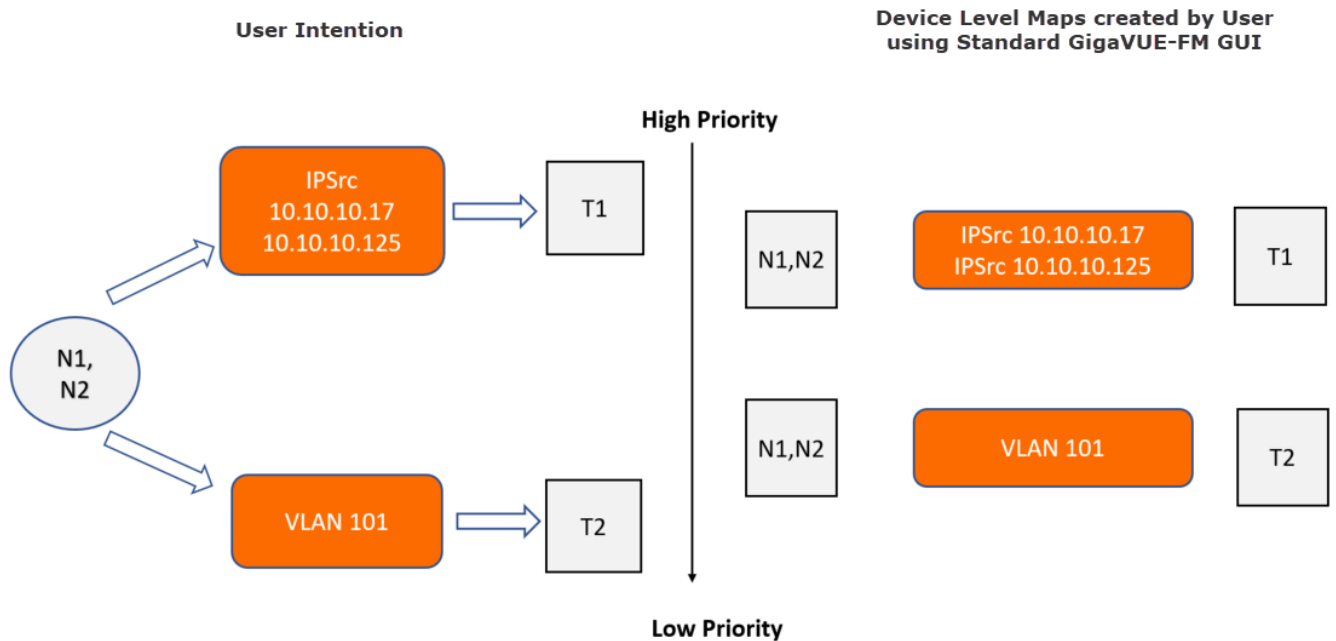 User Intention
Device Level Maps created by User
using Standard GigaVUE-FM GUI
High Priority
IPSrc
10.10.10.17
10.10.10.125
T1
N1,
N2
VLAN 101
T2
N1,N2
IPSrc 10.10.10.17
IPSrc 10.10.10.125
T1
N1,N2
VLAN 101
T2
Low Priority